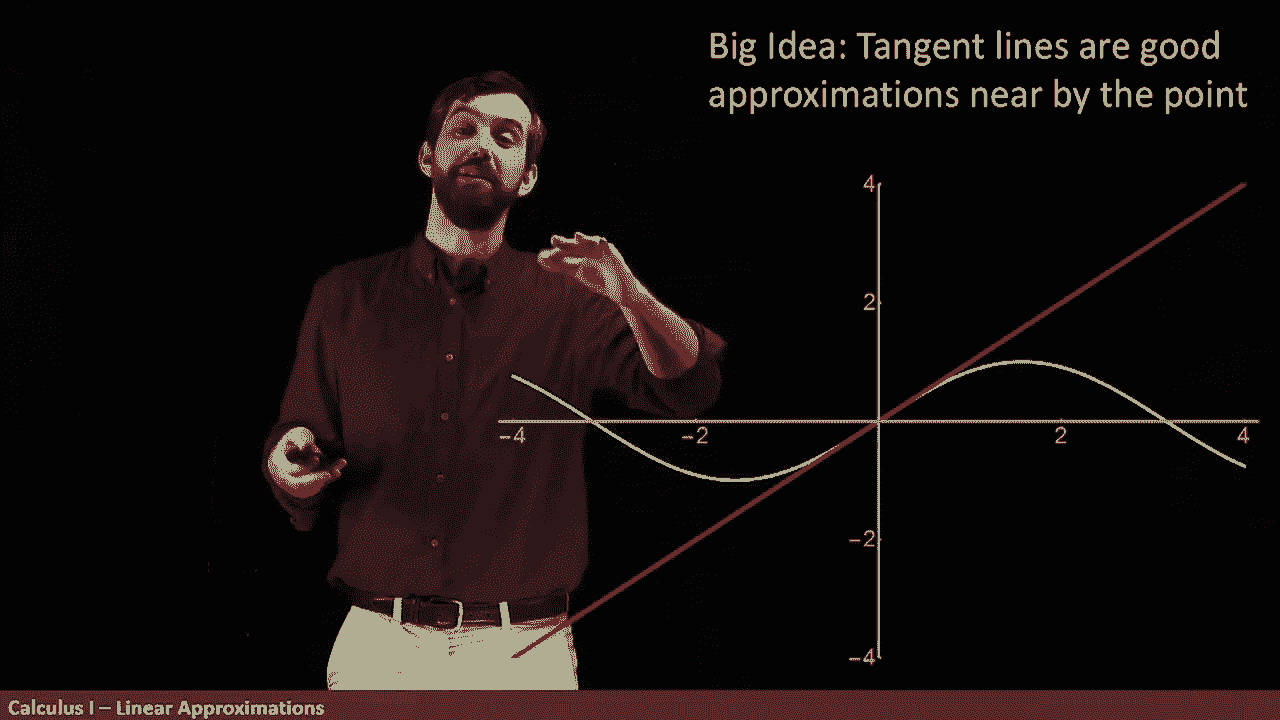 Big Idea: Tangent lines are good
approximations near by the point
4
2
−4
−2
2
4
−2
−4
Calculus I – Linear Approximations